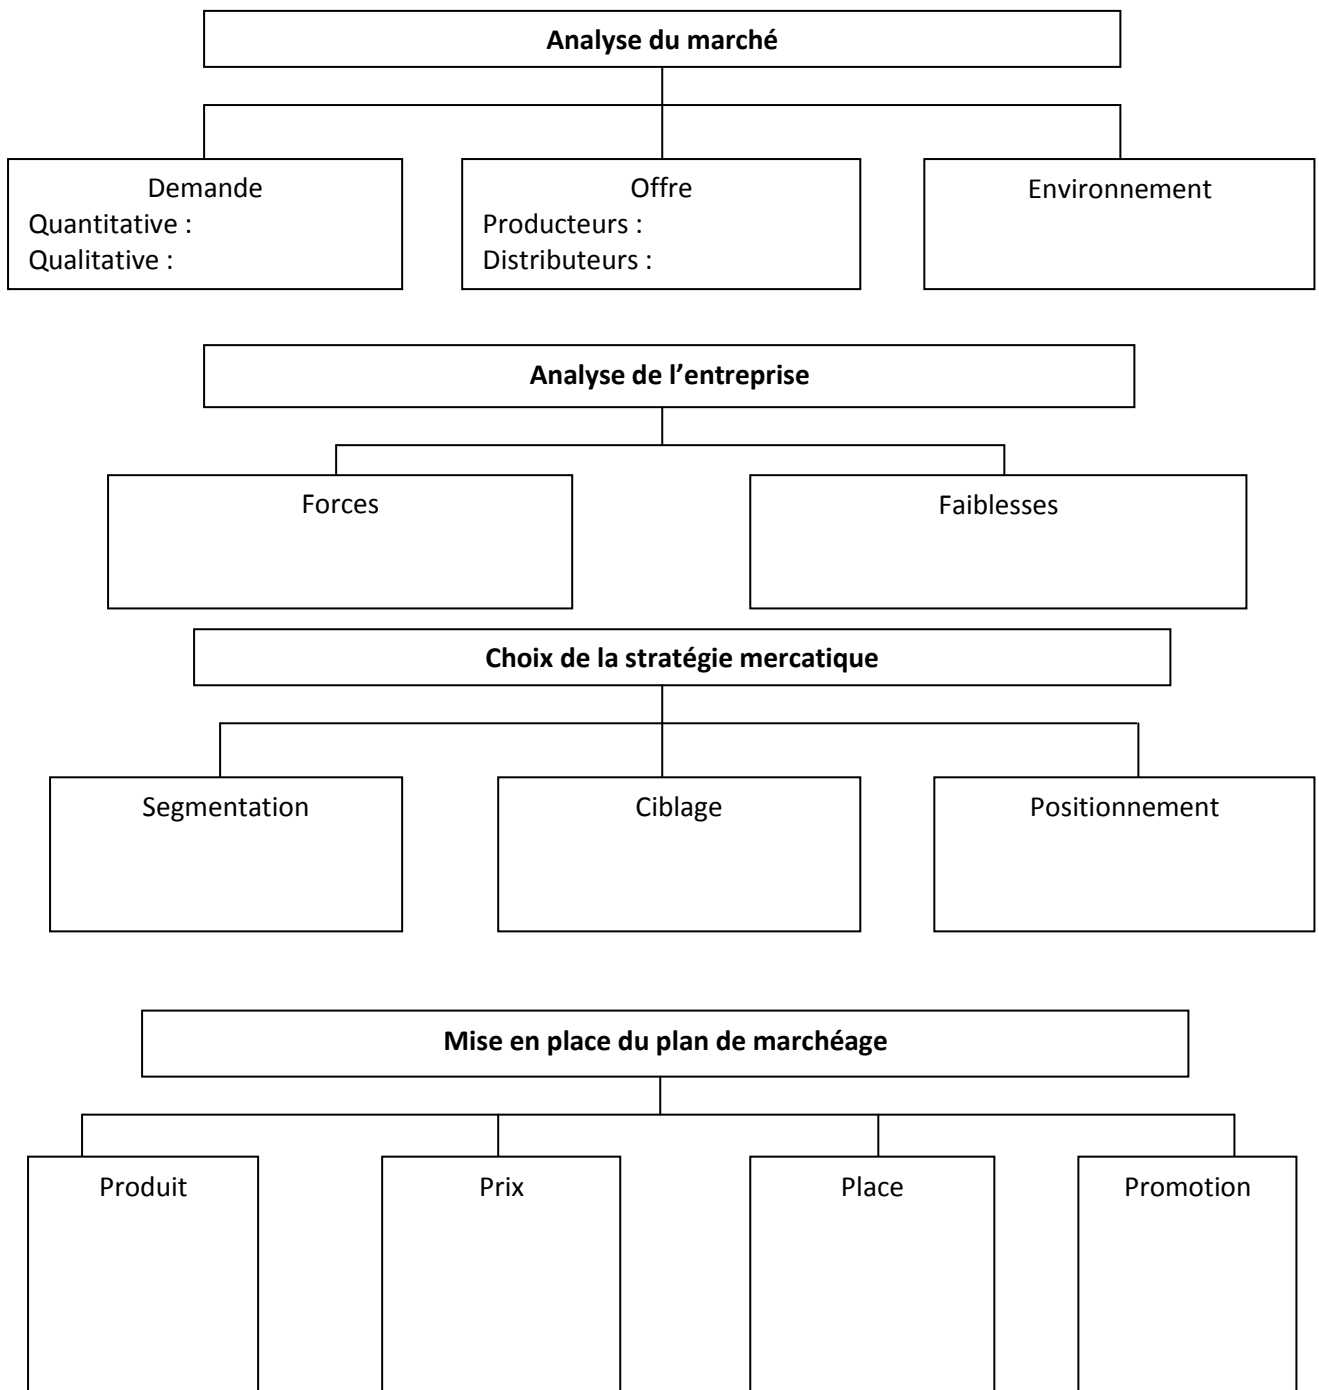 Analyse du marché
Demande
Quantitative :
Qualitative :
Offre
Producteurs :
Distributeurs :
Environnement
Analyse de l’entreprise
Forces
Faiblesses
Choix de la stratégie mercatique
Segmentation
Ciblage
Positionnement
Mise en place du plan de marchéage
Produit
Prix
Place
Promotion